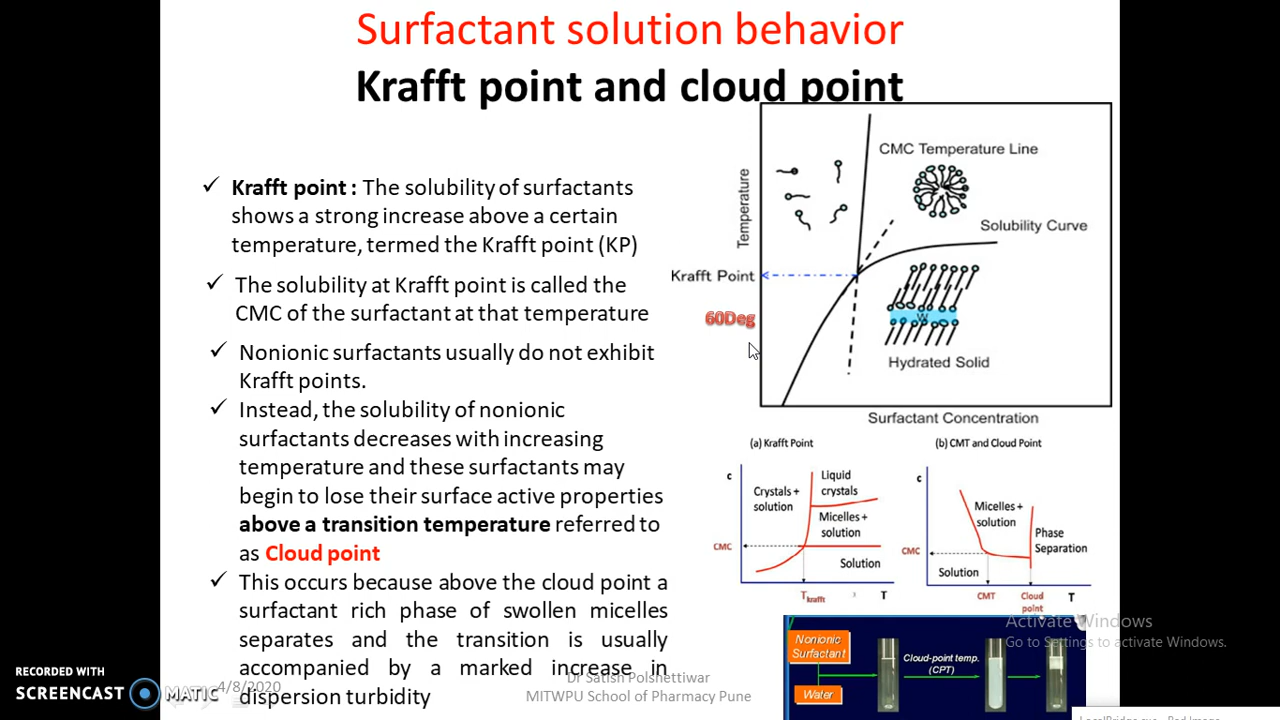 Surfactant solution behavior
Krafft point and cloud point
Krafft point : The solubility of surfactants
shows a strong increase above a certain
temperature, termed the Krafft point (KP)
The solubility at Krafft point is called the
CMC of the surfactant at that temperature
Nonionic surfactants usually do not exhibit
Krafft points.
Instead, the solubility of nonionic
surfactants decreases with increasing
temperature and these surfactants may
begin to lose their surface active properties
above a transition temperature referred to
as Cloud point
This occurs because above the cloud point a
surfactant rich phase of swollen micelles
separates and the transition is usually
accompanied by a marked increase in
dispersion turbidity
Temperature
CMC Temperature Line
Solubility Curve
Krafft Point
60Deg
W
Hydrated Solid
Surfactant Concentration
(a) Krafft Point
c
Crystals +
solution
Liquid
crystals
Micelles +
solution
CMC
Solution
Tkrafft
T
(b) CMT and Cloud Point
c
Micelles +
solution
Phase
Separation
CMC
Solution
CMT
Cloud
point
T
Nonionic
Surfactant
Water
Cloud-point temp.
(CPT)
Activate Windows
Go to Settings to activate Windows.
4/8/2020
Dr Satish Polshettiwar
MITWPU School of Pharmacy Pune
RECORDED WITH
SCREENCAST MATIC